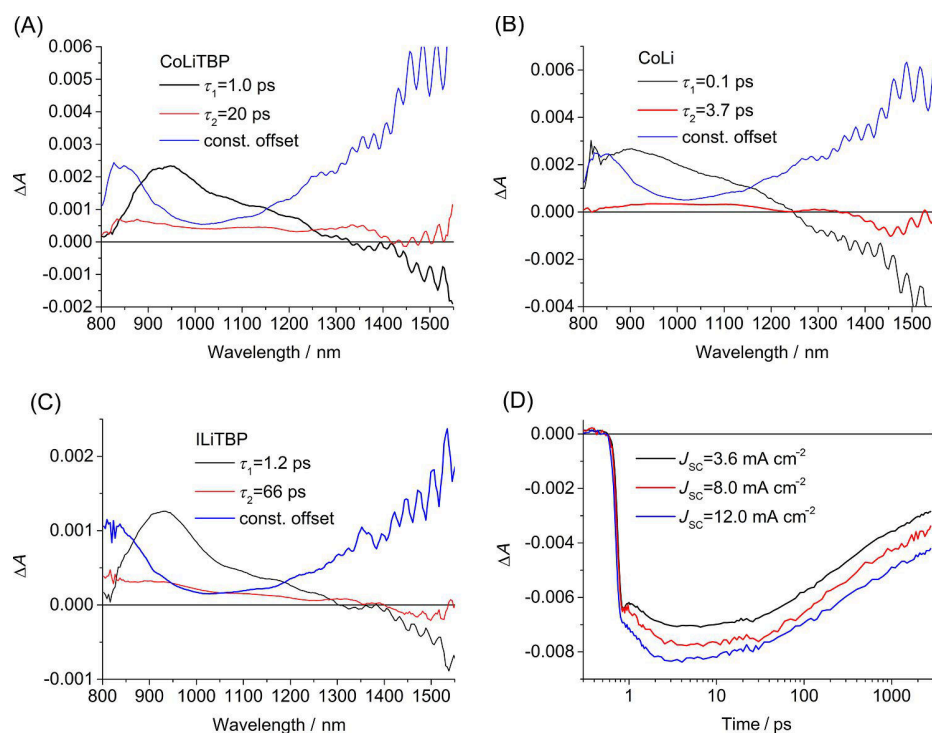 (A)
0.006
0.005
0.004
0.003
0.002
0.001
0.000
-0.001
-0.002
ΔA
CoLiTBP
τ1=1.0 ps
τ2=20 ps
const. offset
800 900 1000 1100 1200 1300 1400 1500
Wavelength / nm
(B)
0.006
0.004
0.002
0.000
-0.002
-0.004
ΔA
CoLi
τ1=0.1 ps
τ2=3.7 ps
const. offset
800 900 1000 1100 1200 1300 1400 1500
Wavelength / nm
(C)
0.002
0.001
0.000
-0.001
ΔA
ILiTBP
τ1=1.2 ps
τ2=66 ps
const. offset
800 900 1000 1100 1200 1300 1400 1500
Wavelength / nm
(D)
0.000
-0.002
-0.004
-0.006
-0.008
ΔA
JSC=3.6 mA cm-2
JSC=8.0 mA cm-2
JSC=12.0 mA cm-2
1 10 100 1000
Time / ps